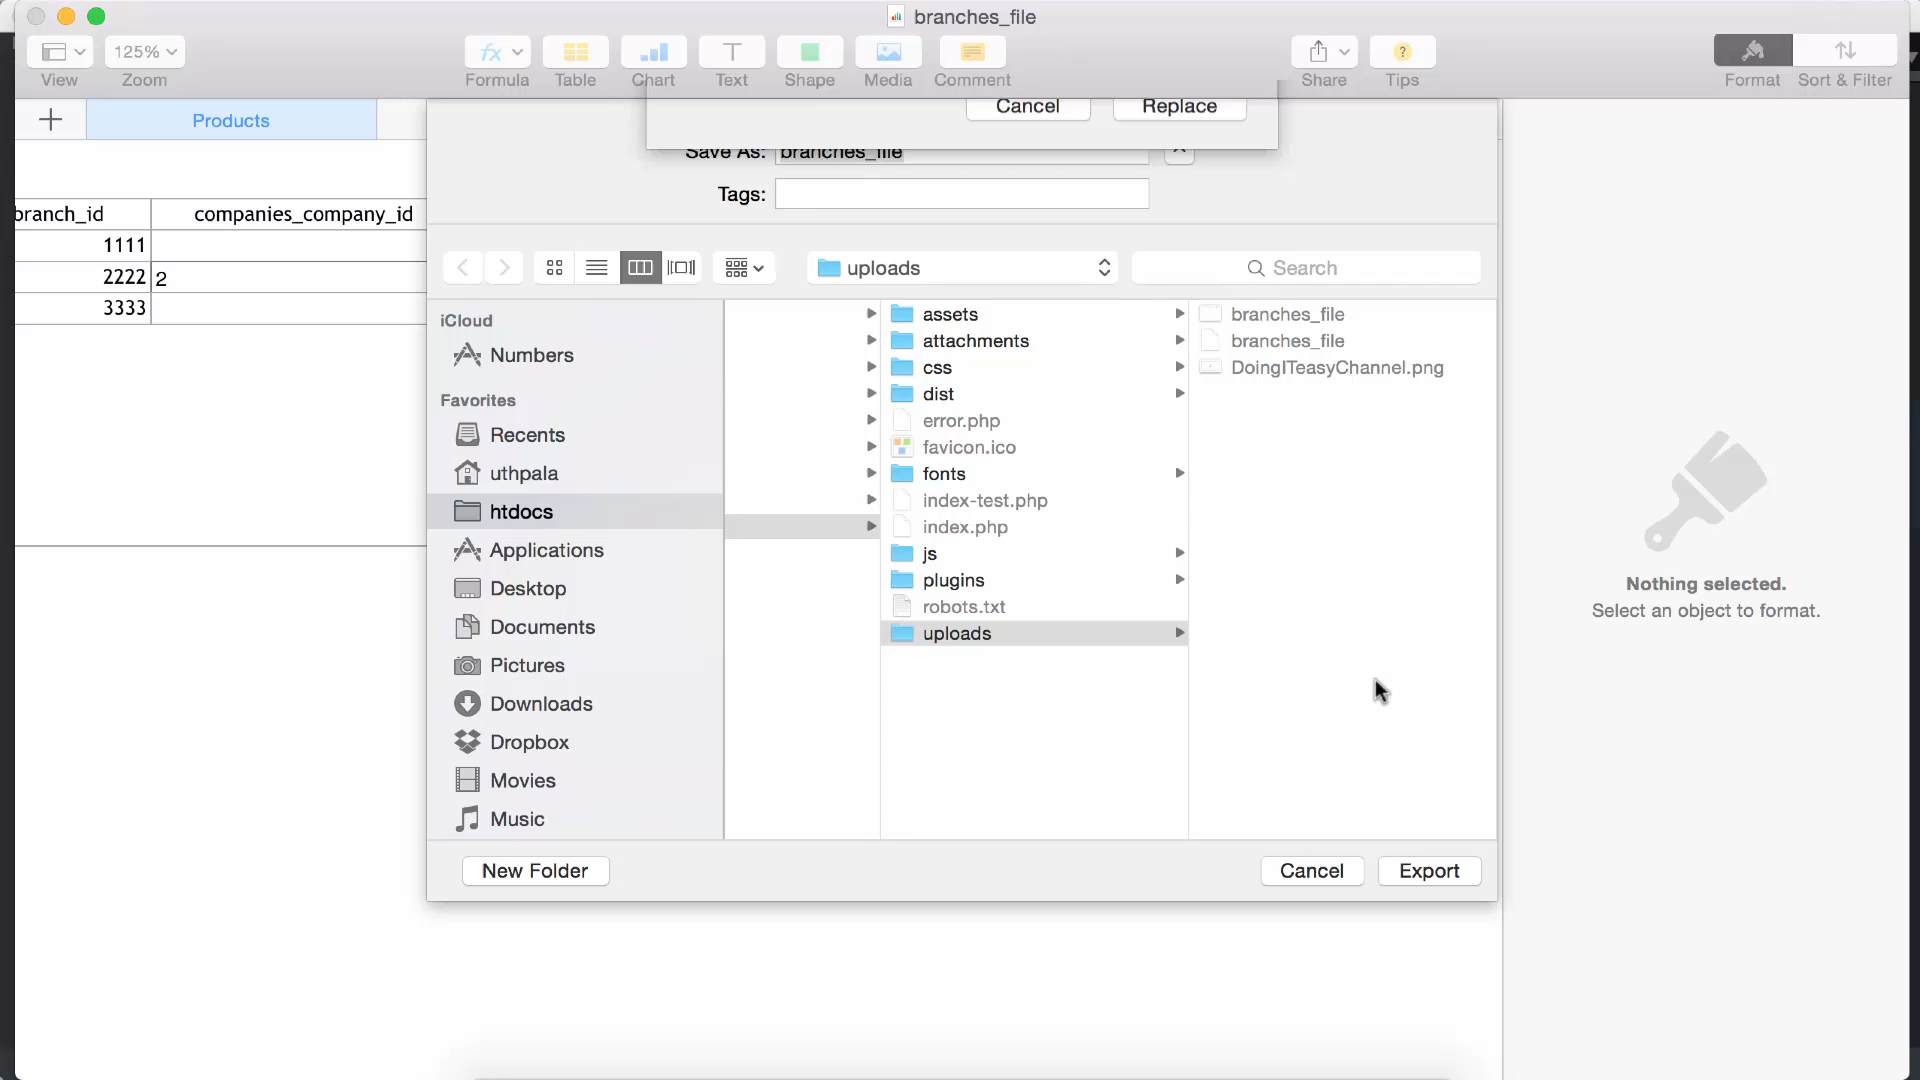 branches_file
125%
View
Zoom
Formula
Table
Chart
Text
Shape
Media
Comment
Share
Tips
Format
Sort & Filter
Products
Cancel
Replace
Save As: branches_file
Tags:
branch_id
companies_company_id
1111
2222
2
3333
uploads
Search
iCloud
Numbers
Favorites
Recents
uthpala
htdocs
Applications
Desktop
Documents
Pictures
Downloads
Dropbox
Movies
Music
assets
attachments
css
dist
error.php
favicon.ico
fonts
index-test.php
index.php
js
plugins
robots.txt
uploads
branches_file
branches_file
DoingITeasyChannel.png
Nothing selected.
Select an object to format.
New Folder
Cancel
Export